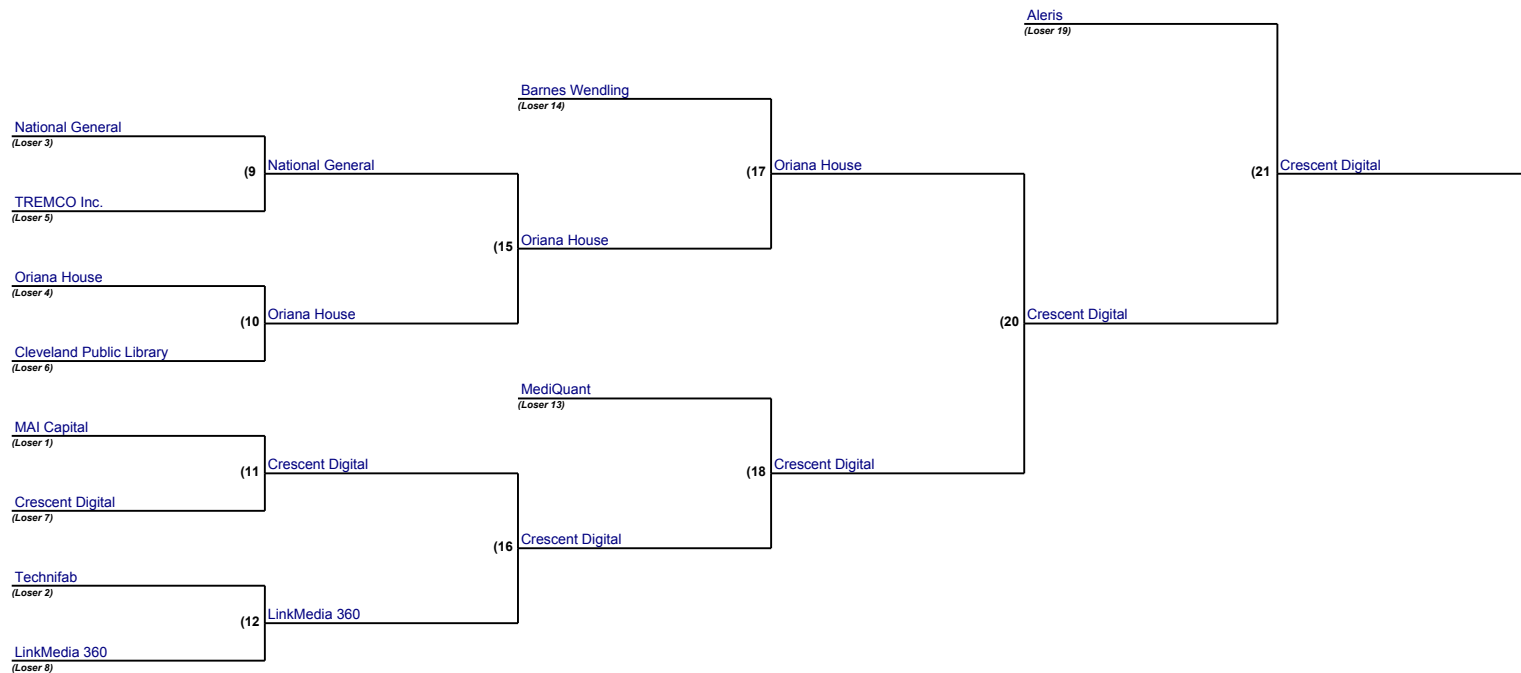 Aleris
(Loser 19)
Barnes Wendling
(Loser 14)
National General
(Loser 3)
(9 National General
(17 Oriana House
(21 Crescent Digital
TREMCO Inc.
(Loser 5)
(15 Oriana House
Oriana House
(Loser 4)
(10 Oriana House
(20 Crescent Digital
Cleveland Public Library
(Loser 6)
MediQuant
(Loser 13)
MAI Capital
(Loser 1)
(11 Crescent Digital
(18 Crescent Digital
Crescent Digital
(Loser 7)
(16 Crescent Digital
Technifab
(Loser 2)
(12 LinkMedia 360
LinkMedia 360
(Loser 8)